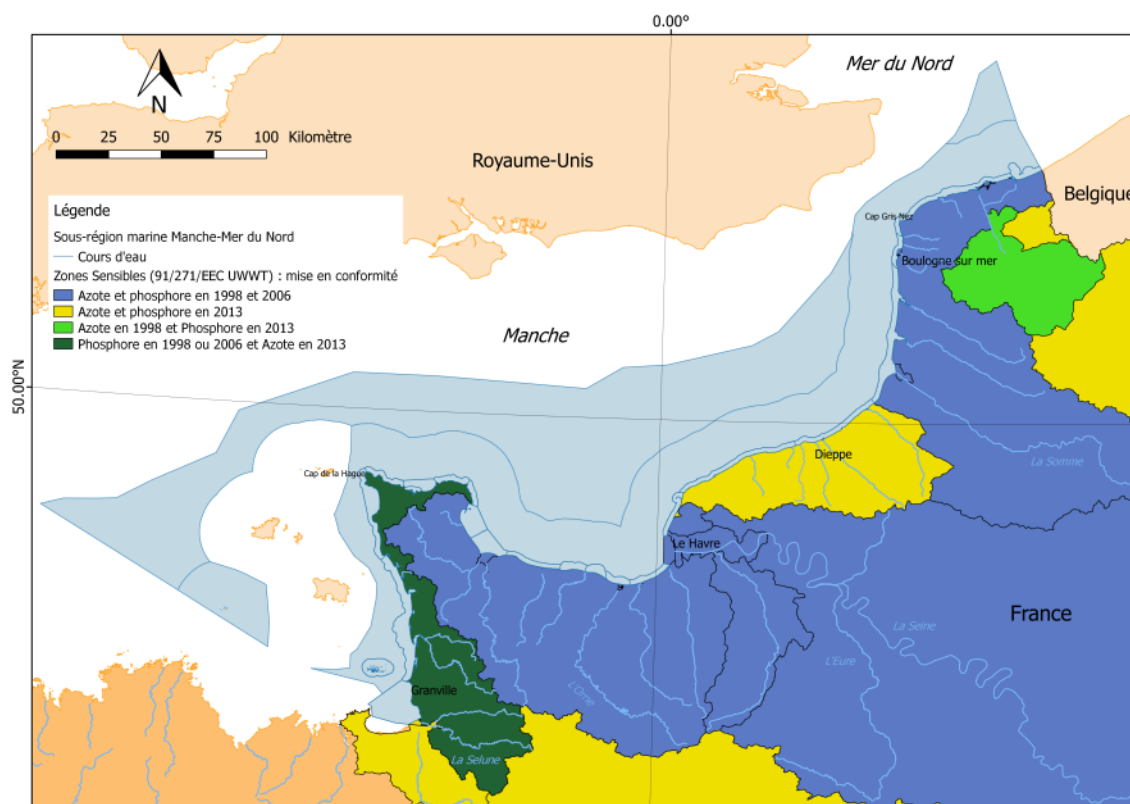 0.00°
Mer du Nord
N
0 25 50 75 100 Kilomètre
Royaume-Unis
Belgique
Légende
Sous-région marine Manche-Mer du Nord
Cours d'eau
Zones Sensibles (91/271/EEC UWWT) : mise en conformité
Azote et phosphore en 1998 et 2006
Azote et phosphore en 2013
Azote en 1998 et Phosphore en 2013
Phosphore en 1998 ou 2006 et Azote en 2013
Cap Gris Nez
Boulogne sur mer
Manche
50.00°N
Dieppe
La Somme
Cap de la Hague
Le Havre
France
La Seine
L'Eure
L'Orne
Granville
La Selune